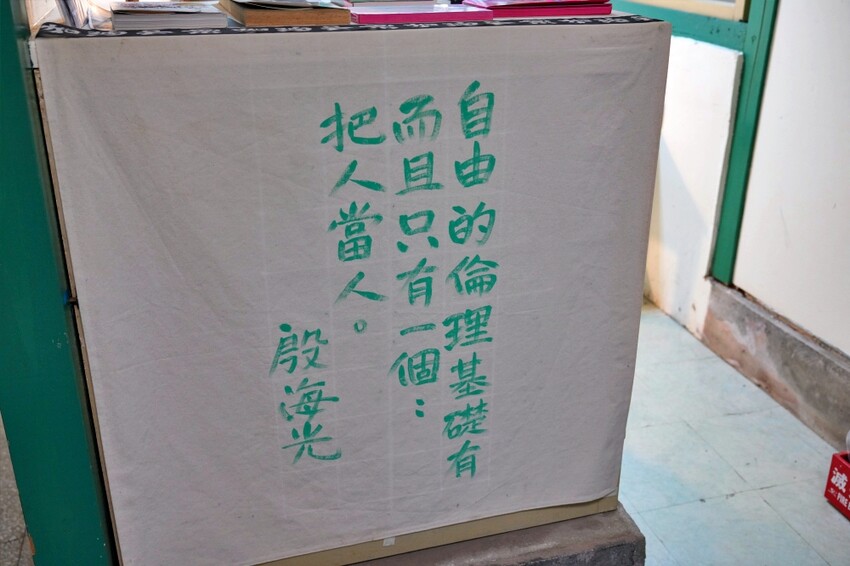 自由的倫理基礎有
而且只有一個：
把人當人。
殷海光
滅